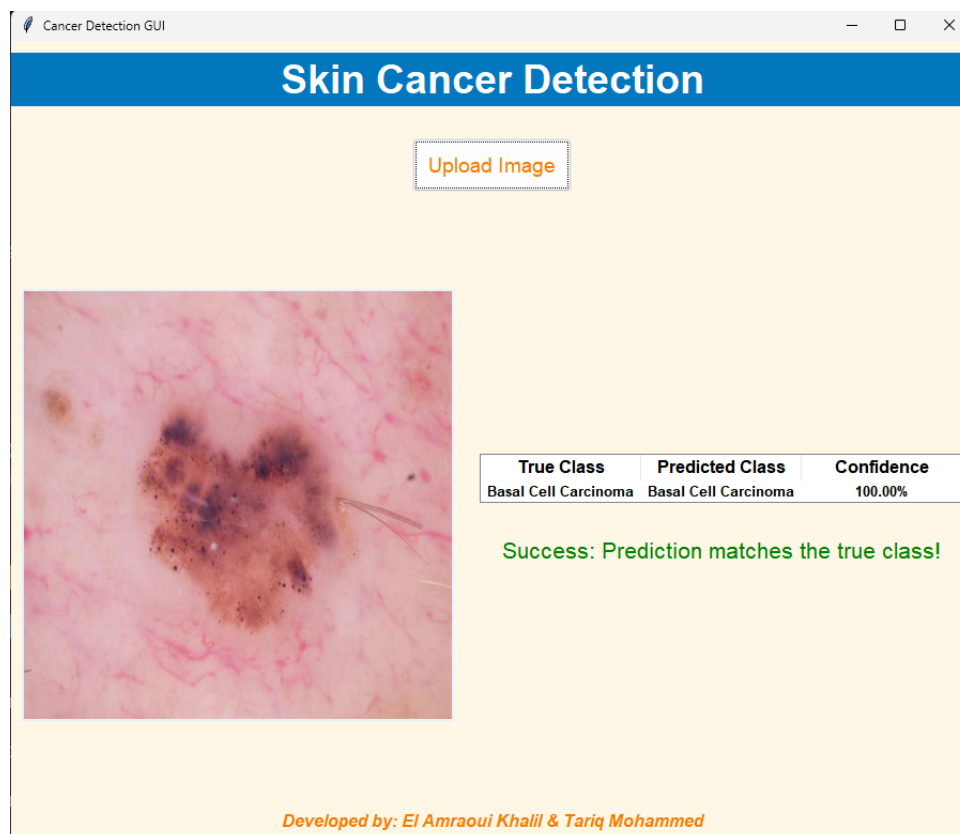 Cancer Detection GUI
Skin Cancer Detection
Upload Image
True Class Predicted Class Confidence
Basal Cell Carcinoma Basal Cell Carcinoma 100.00%
Success: Prediction matches the true class!
Developed by: El Amraoui Khalil & Tariq Mohammed